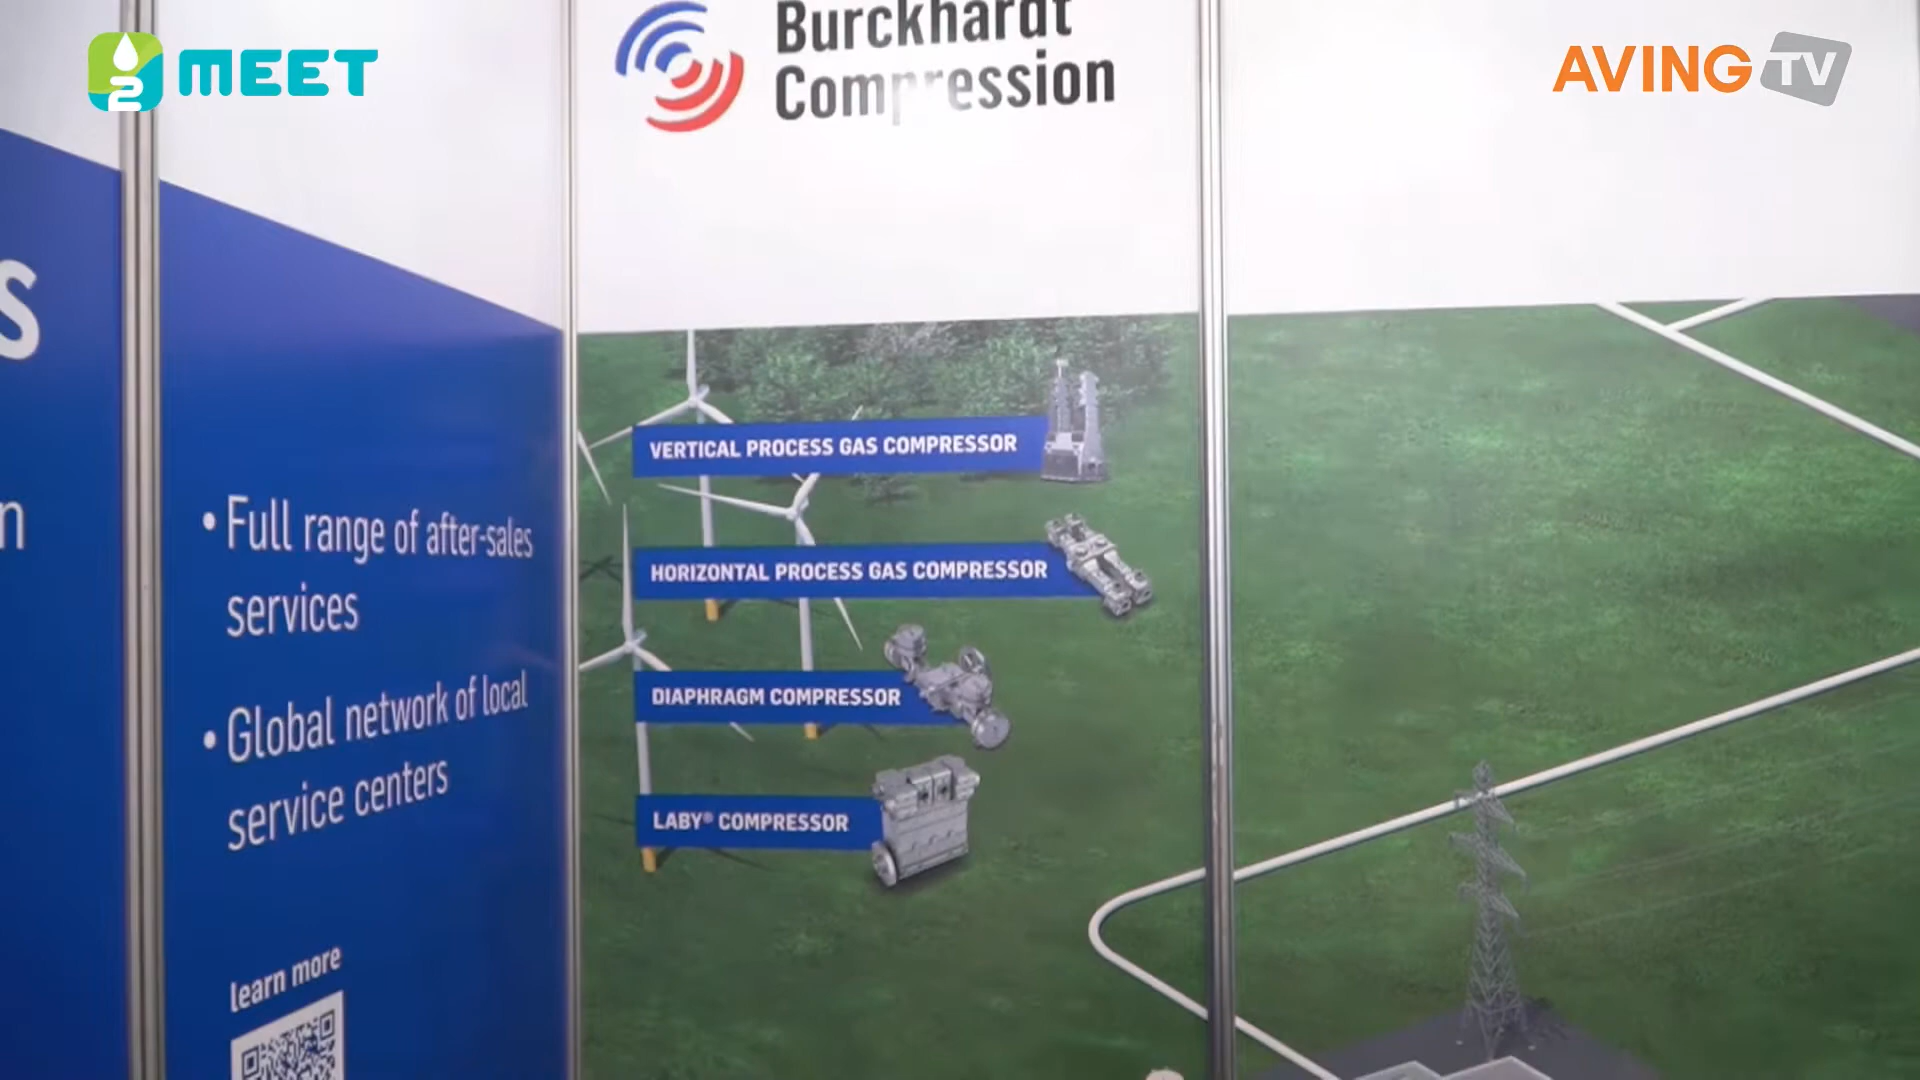 H2 MEET
AVING TV
Burckhardt
Compression
s
n
• Full range of after-sales
services
• Global network of local
service centers
learn more
VERTICAL PROCESS GAS COMPRESSOR
HORIZONTAL PROCESS GAS COMPRESSOR
DIAPHRAGM COMPRESSOR
LABY® COMPRESSOR